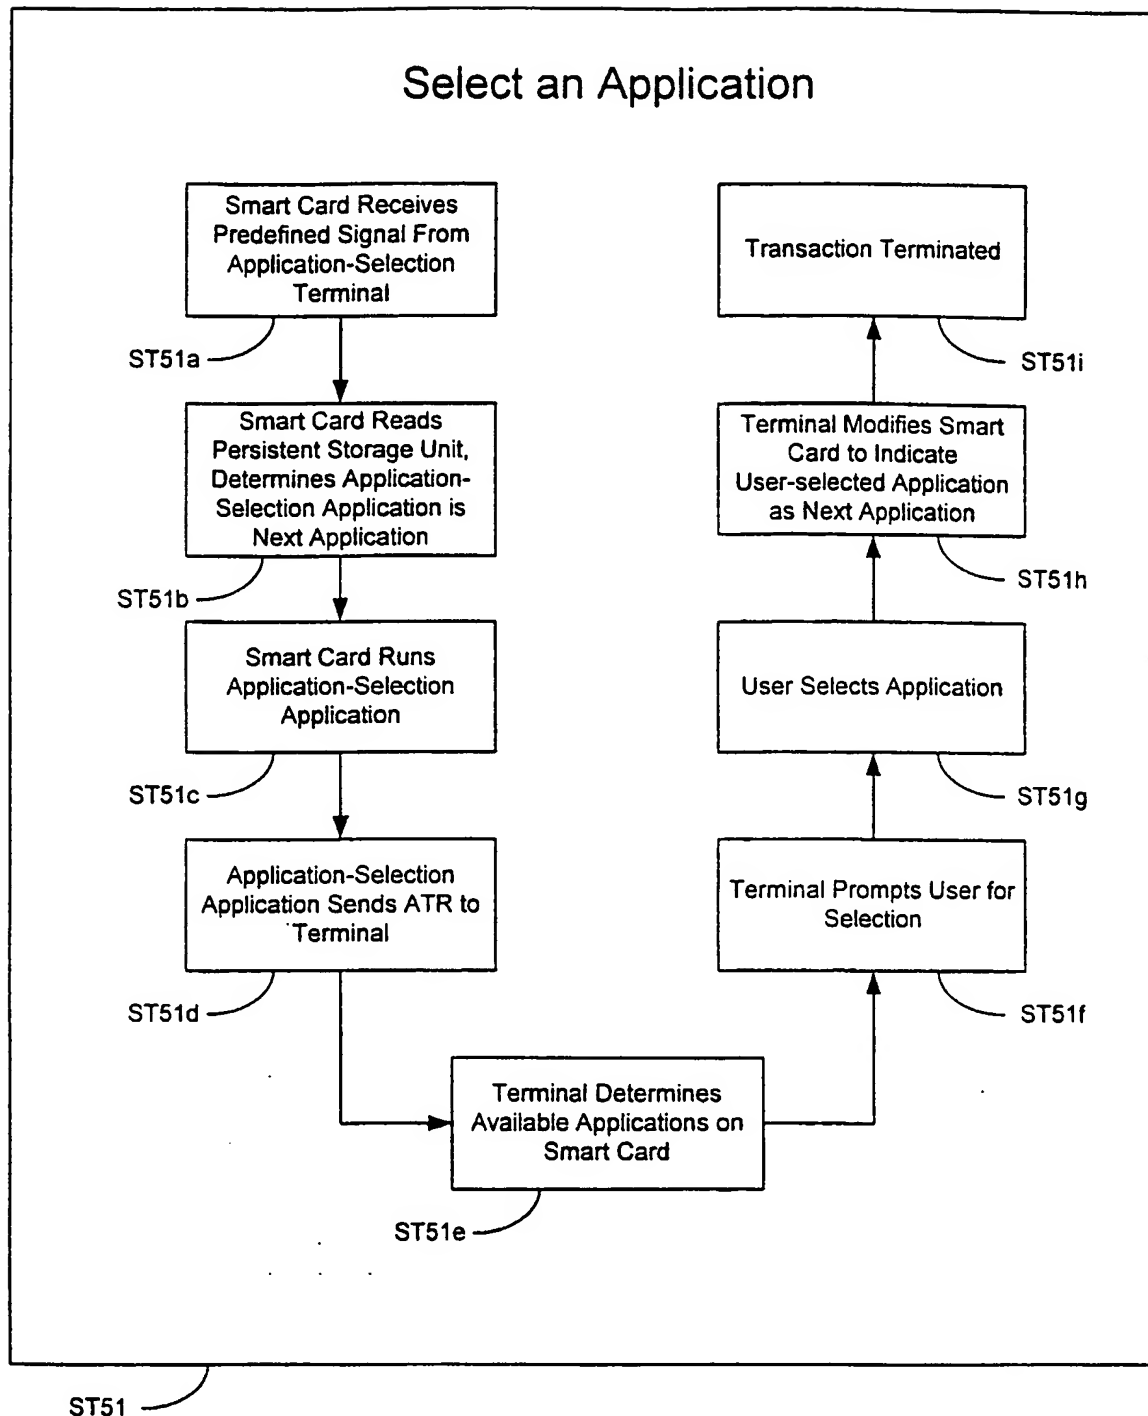 Select an Application
Smart Card Receives
Predefined Signal From
Application-Selection
Terminal
ST51a
Smart Card Reads
Persistent Storage Unit,
Determines Application-
Selection Application is
Next Application
ST51b
Smart Card Runs
Application-Selection
Application
ST51c
Application-Selection
Application Sends ATR to
Terminal
ST51d
Terminal Determines
Available Applications on
Smart Card
ST51e
Terminal Prompts User for
Selection
ST51f
User Selects Application
ST51g
Terminal Modifies Smart
Card to Indicate
User-selected Application
as Next Application
ST51h
Transaction Terminated
ST51i
ST51